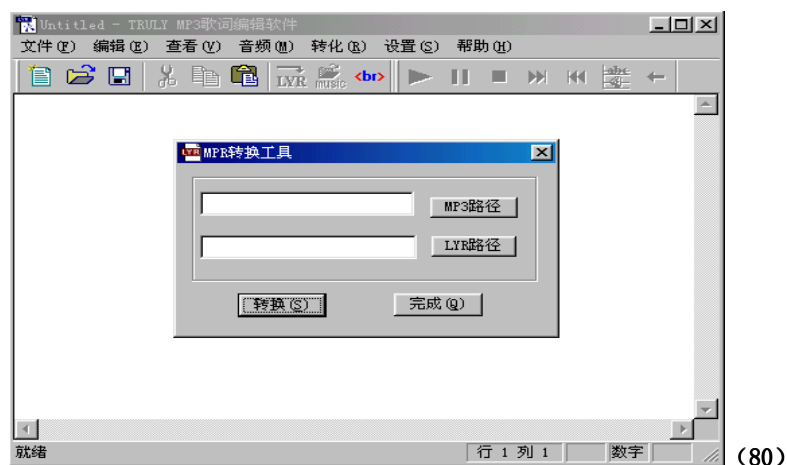 Untitled - TRULY MP3歌词编辑软件
文件(F) 编辑(E) 查看(V) 音频(M) 转化(R) 设置(S) 帮助(H)
LYR music <br> abc
MPR转换工具
MP3路径
LYR路径
转换(S) 完成(Q)
就绪 行 1 列 1 数字
(80)